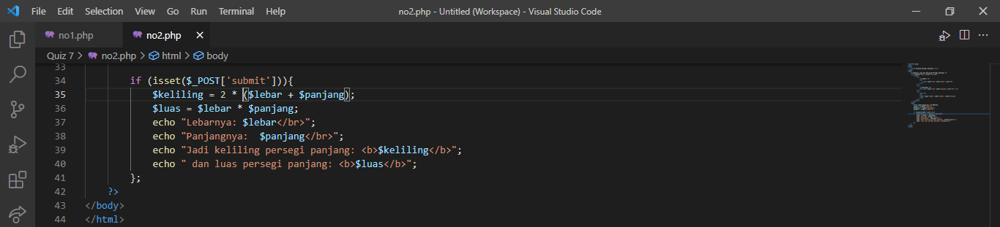 File Edit Selection View Go Run Terminal Help no2.php - Untitled (Workspace) - Visual Studio Code
no1.php no2.php
Quiz 7 > no2.php > html > body
33
34 if (isset($_POST['submit'])){
35 $keliling = 2 * ($lebar + $panjang);
36 $luas = $lebar * $panjang;
37 echo "Lebarnya: $lebar</br>";
38 echo "Panjangnya:  $panjang</br>";
39 echo "Jadi keliling persegi panjang: <b>$keliling</b>";
40 echo " dan luas persegi panjang: <b>$luas</b>";
41 };
42 ?>
43 </body>
44 </html>